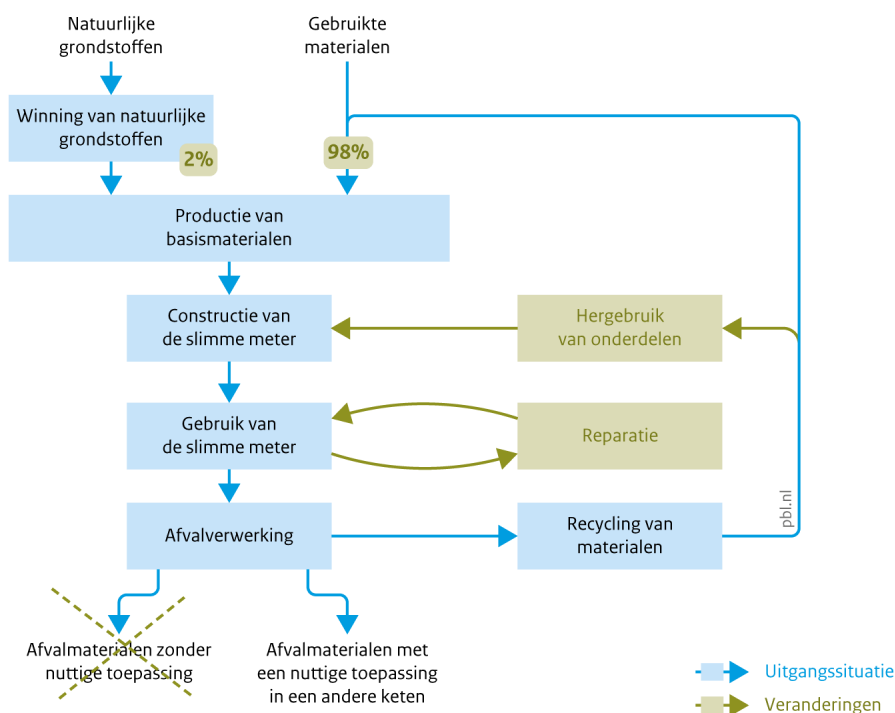 Natuurlijke
grondstoffen
Gebruikte
materialen
Winning van natuurlijke
grondstoffen
2%
98%
Productie van
basismaterialen
Constructie van
de slimme meter
Hergebruik
van onderdelen
Gebruik van
de slimme meter
Reparatie
Afvalverwerking
Recycling van
materialen
pbl.nl
Afvalmaterialen zonder
nuttige toepassing
Afvalmaterialen met
een nuttige toepassing
in een andere keten
Uitgangssituatie
Veranderingen